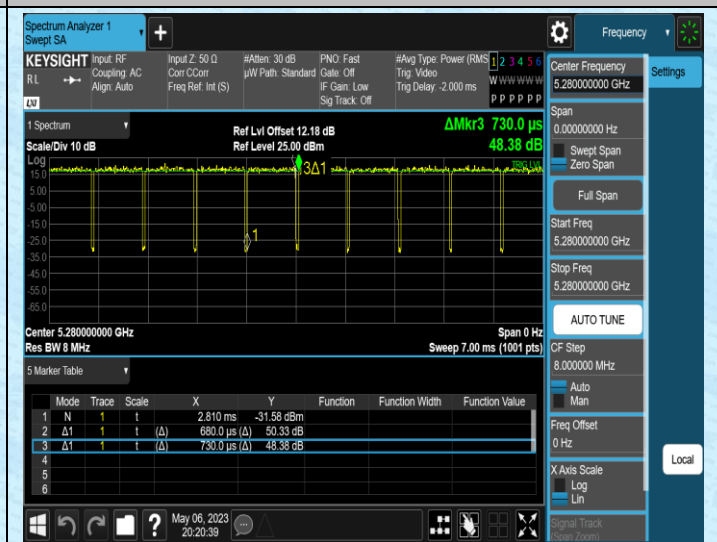 Spectrum Analyzer 1
Swept SA
+
Frequency
KEYSIGHT
RL
LXI
Input: RF
Coupling: AC
Align: Auto
Input Z: 50 Ω
Corr CCorr
Freq Ref: Int (S)
#Atten: 30 dB
µW Path: Standard
PNO: Fast
Gate: Off
IF Gain: Low
Sig Track: Off
#Avg Type: Power (RMS
Trig: Video
Trig Delay: -2.000 ms
1 2 3 4 5 6
W W W W W W
P P P P P P
1 Spectrum
Scale/Div 10 dB
Ref Lvl Offset 12.18 dB
Ref Level 25.00 dBm
ΔMkr3 730.0 µs
48.38 dB
Log
15.0
5.00
-5.00
-15.0
-25.0
-35.0
-45.0
-55.0
-65.0
3Δ1
TRIG LVL
1
Center 5.280000000 GHz
Res BW 8 MHz
Span 0 Hz
Sweep 7.00 ms (1001 pts)
5 Marker Table
Mode Trace Scale X Y Function Function Width Function Value
1 N 1 t 2.810 ms -31.58 dBm
2 Δ1 1 t (Δ) 680.0 µs (Δ) 50.33 dB
3 Δ1 1 t (Δ) 730.0 µs (Δ) 48.38 dB
4
5
6
?
May 06, 2023
20:20:39
Center Frequency
5.280000000 GHz
Settings
Span
0.00000000 Hz
Swept Span
Zero Span
Full Span
Start Freq
5.280000000 GHz
Stop Freq
5.280000000 GHz
AUTO TUNE
CF Step
8.000000 MHz
Auto
Man
Freq Offset
0 Hz
X Axis Scale
Log
Lin
Local
Signal Track
(Span Zoom)